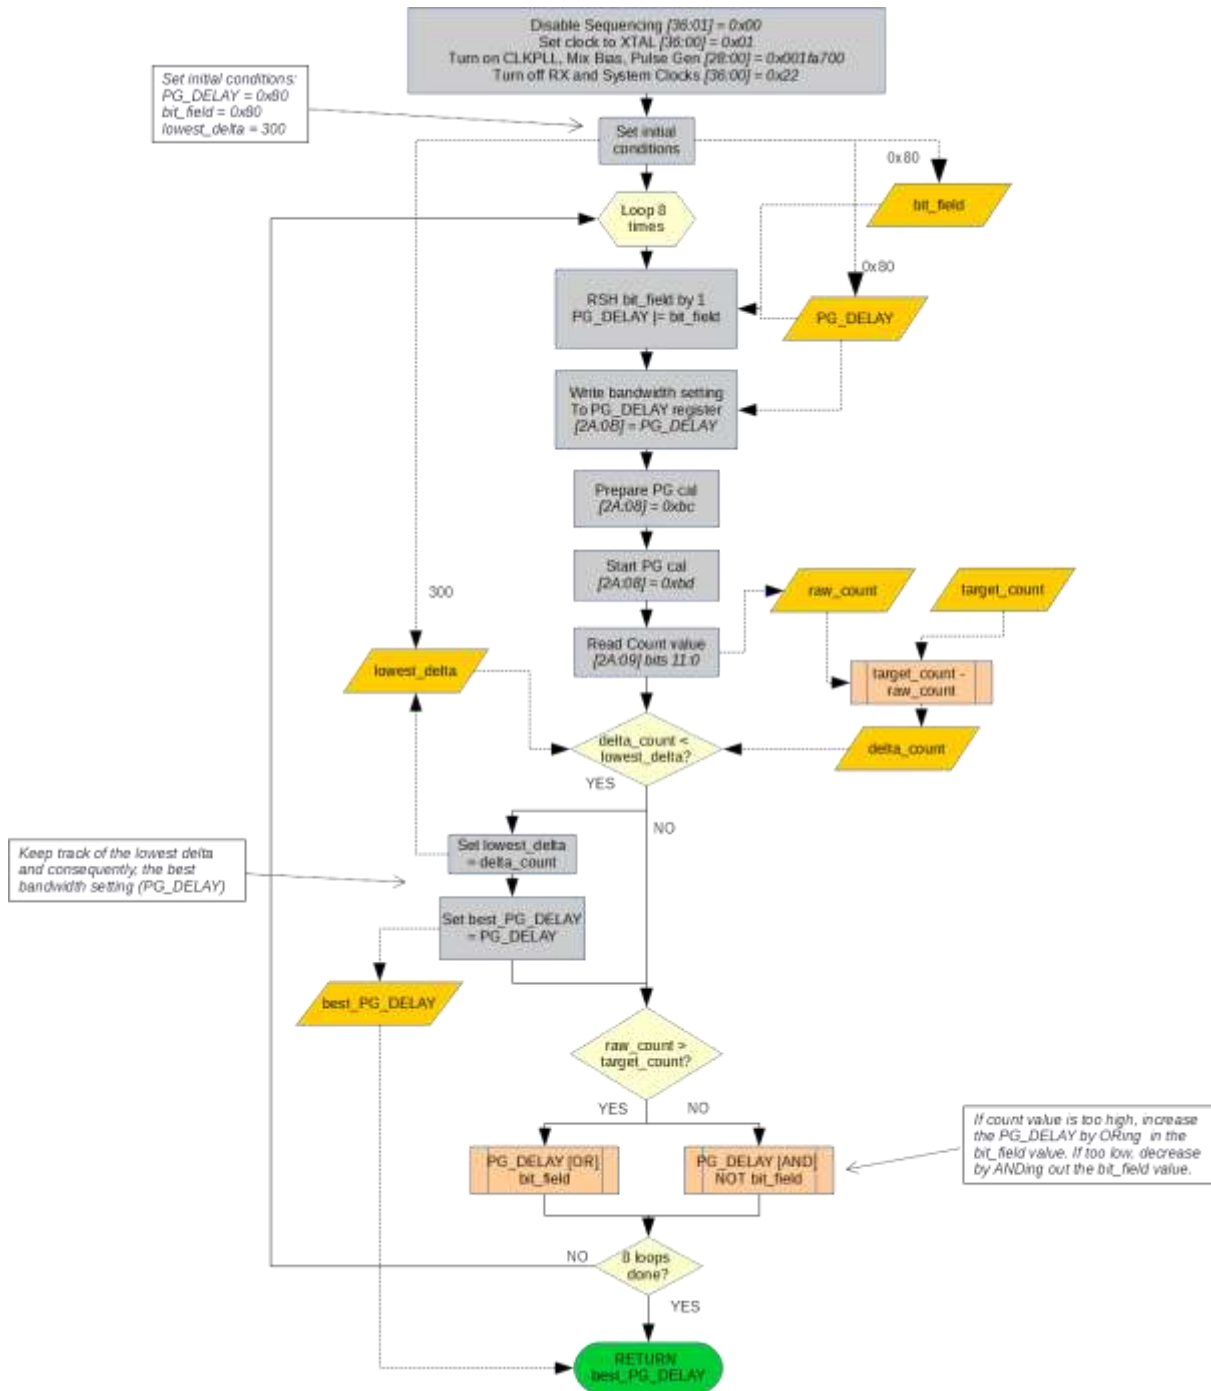 Disable Sequencing [36:01] = 0x00
Set clock to XTAL [36:00] = 0x01
Turn on CLKPLL, Mix Bias, Pulse Gen [28:00] = 0x001fa700
Turn off RX and System Clocks [36:00] = 0x22
Set initial conditions:
PG_DELAY = 0x80
bit_field = 0x80
lowest_delta = 300
Set initial
conditions
0x80
bit_field
Loop 8
times
0x80
RSH bit_field by 1
PG_DELAY |= bit_field
PG_DELAY
Write bandwidth setting
To PG_DELAY register
[2A:0B] = PG_DELAY
Prepare PG cal
[2A:08] = 0xbc
Start PG cal
[2A:08] = 0xbd
raw_count
target_count
300
Read Count value
[2A:09] bits 11:0
lowest_delta
target_count -
raw_count
delta_count <
lowest_delta?
delta_count
YES
NO
Set lowest_delta
= delta_count
Keep track of the lowest delta
and consequently, the best
bandwidth setting (PG_DELAY)
Set best_PG_DELAY
= PG_DELAY
best_PG_DELAY
raw_count >
target_count?
YES
NO
PG_DELAY [OR]
bit_field
PG_DELAY [AND]
NOT bit_field
If count value is too high, increase
the PG_DELAY by ORing in the
bit_field value. If too low, decrease
by ANDing out the bit_field value.
NO
8 loops
done?
YES
RETURN
best_PG_DELAY